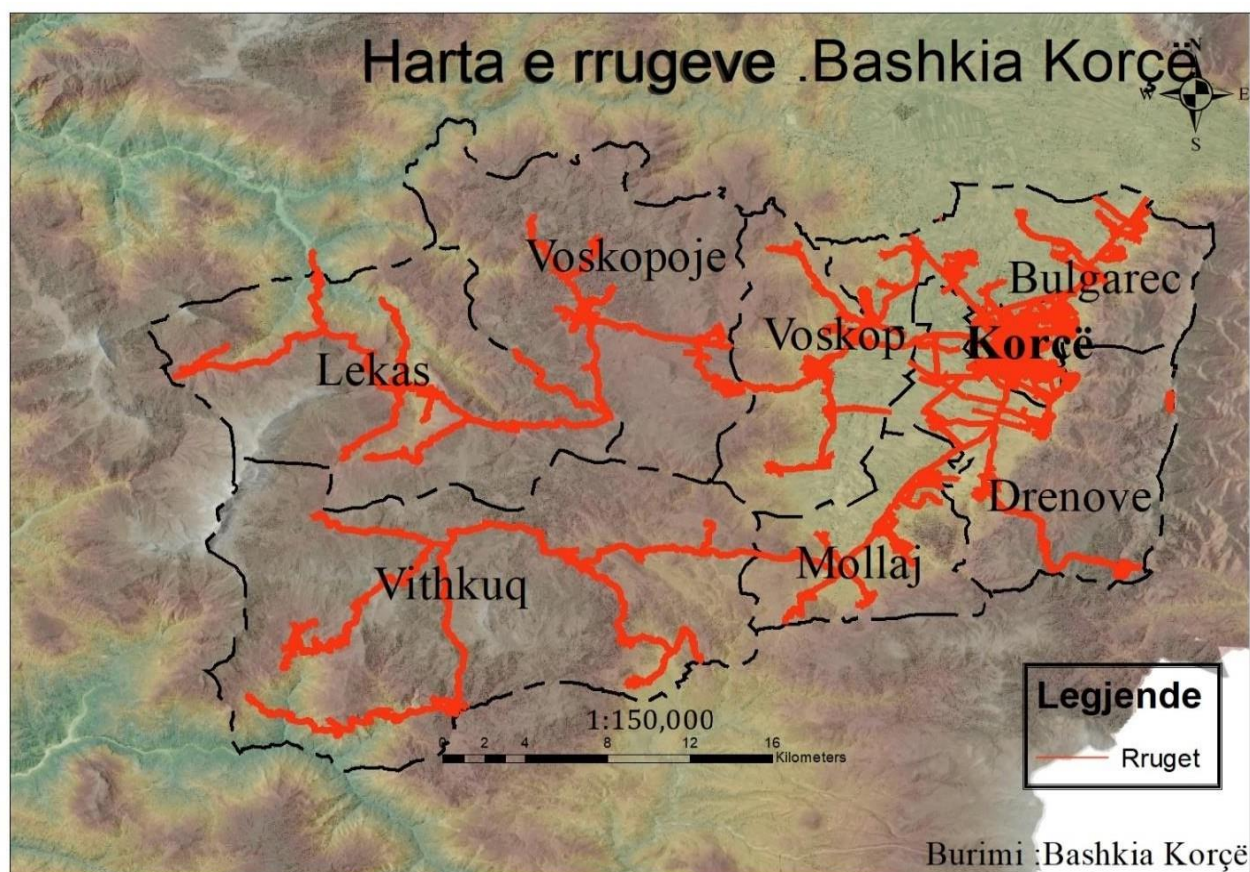 Harta e rrugeve .Bashkia Korçë
N
W E
S
Voskopoje
Bulgarec
Voskop
Korçë
Lekas
Drenove
Mollaj
Vithkuq
1:150,000
0 2 4 8 12 16
Kilometers
Legjende
Rruget
Burimi :Bashkia Korçë